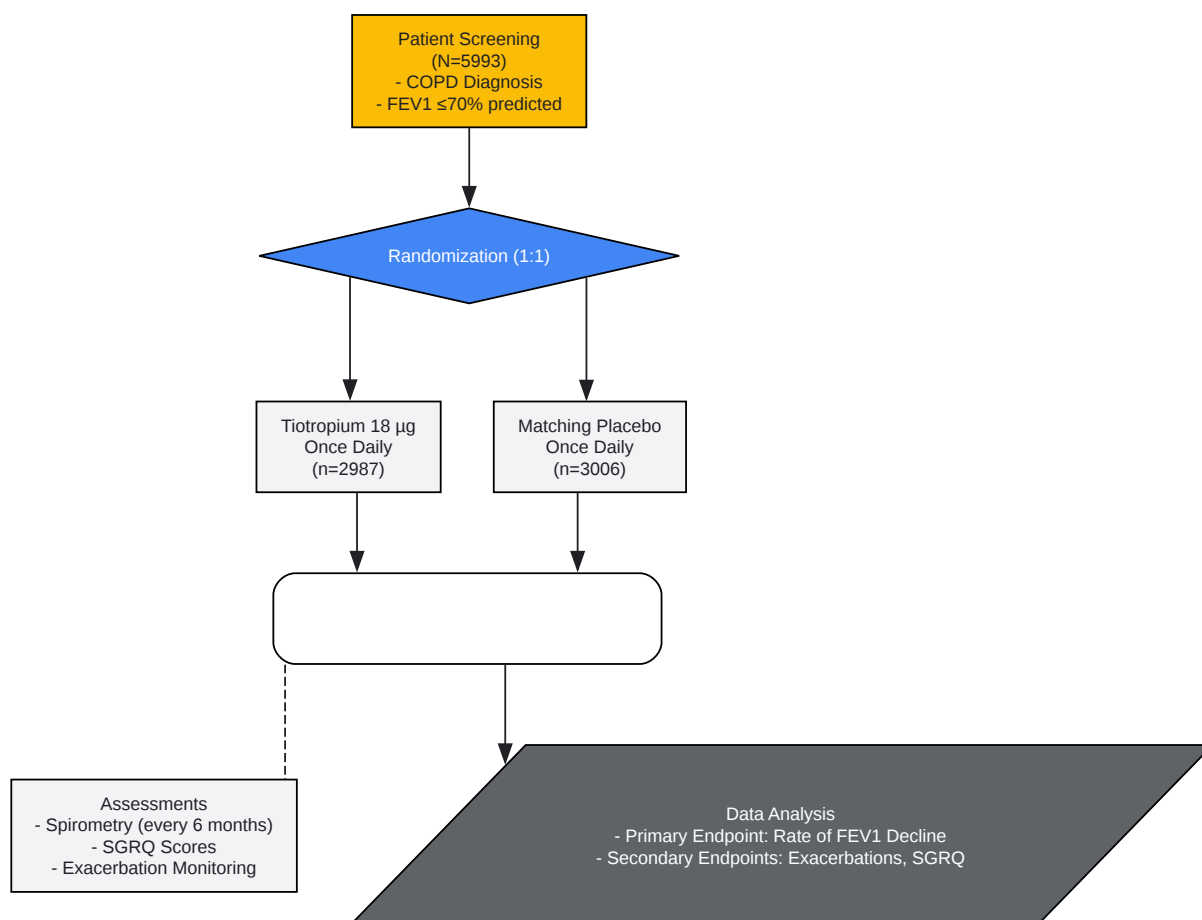 Patient Screening
(N=5993)
- COPD Diagnosis
- FEV1 ≤70% predicted
Randomization (1:1)
Tiotropium 18 µg
Once Daily
(n=2987)
Matching Placebo
Once Daily
(n=3006)
Assessments
- Spirometry (every 6 months)
- SGRQ Scores
- Exacerbation Monitoring
Data Analysis
- Primary Endpoint: Rate of FEV1 Decline
- Secondary Endpoints: Exacerbations, SGRQ